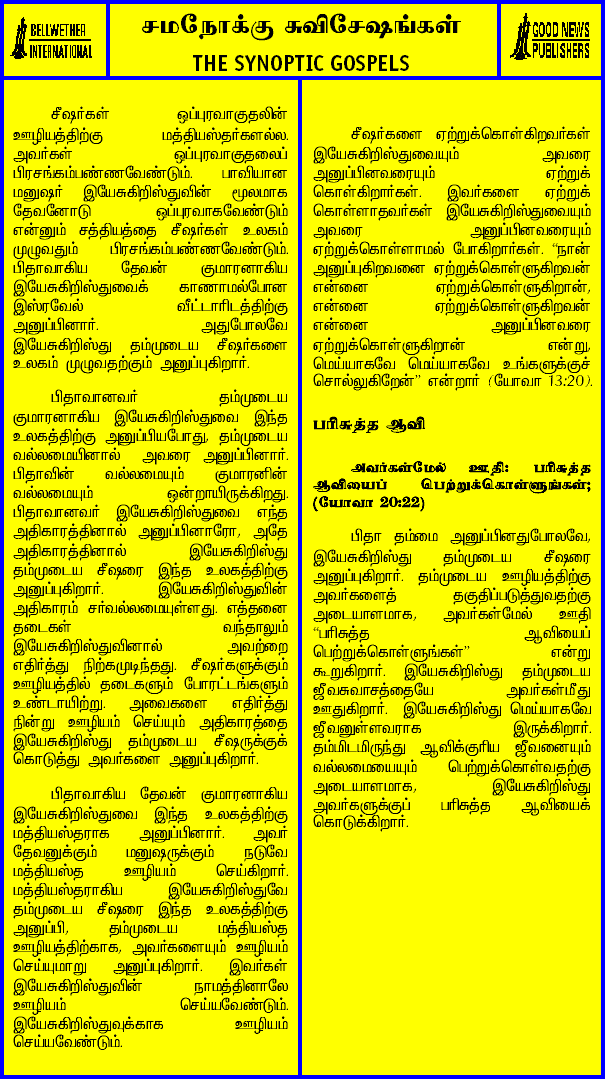 BELLWETHER
INTERNATIONAL
சமநோக்கு சுவிசேஷங்கள்
THE SYNOPTIC GOSPELS
GOOD NEWS
PUBLISHERS
சீஷர்கள் ஒப்புரவாகுதலின்
ஊழியத்திற்கு மத்தியஸ்தர்களல்ல.
அவர்கள் ஒப்புரவாகுதலைப்
பிரசங்கம்பண்ணவேண்டும். பாவியான
மனுஷர் இயேசுகிறிஸ்துவின் மூலமாக
தேவனோடு ஒப்புரவாகவேண்டும்
என்னும் சத்தியத்தை சீஷர்கள் உலகம்
முழுவதும் பிரசங்கம்பண்ணவேண்டும்.
பிதாவாகிய தேவன் குமாரனாகிய
இயேசுகிறிஸ்துவைக் காணாமல்போன
இஸ்ரவேல் வீட்டாரிடத்திற்கு
அனுப்பினார். அதுபோலவே
இயேசுகிறிஸ்து தம்முடைய சீஷர்களை
உலகம் முழுவதற்கும் அனுப்புகிறார்.
பிதாவானவர் தம்முடைய
குமாரனாகிய இயேசுகிறிஸ்துவை இந்த
உலகத்திற்கு அனுப்பியபோது, தம்முடைய
வல்லமையினால் அவரை அனுப்பினார்.
பிதாவின் வல்லமையும் குமாரனின்
வல்லமையும் ஒன்றாயிருக்கிறது.
பிதாவானவர் இயேசுகிறிஸ்துவை எந்த
அதிகாரத்தினால் அனுப்பினாரோ, அதே
அதிகாரத்தினால் இயேசுகிறிஸ்து
தம்முடைய சீஷரை இந்த உலகத்திற்கு
அனுப்புகிறார். இயேசுகிறிஸ்துவின்
அதிகாரம் சர்வல்லமையுள்ளது. எத்தனை
தடைகள் வந்தாலும்
இயேசுகிறிஸ்துவினால் அவற்றை
எதிர்த்து நிற்கமுடிந்தது. சீஷர்களுக்கும்
ஊழியத்தில் தடைகளும் போரட்டங்களும்
உண்டாயிற்று. அவைகளை எதிர்த்து
நின்று ஊழியம் செய்யும் அதிகாரத்தை
இயேசுகிறிஸ்து தம்முடைய சீஷருக்குக்
கொடுத்து அவர்களை அனுப்புகிறார்.
பிதாவாகிய தேவன் குமாரனாகிய
இயேசுகிறிஸ்துவை இந்த உலகத்திற்கு
மத்தியஸ்தராக அனுப்பினார். அவர்
தேவனுக்கும் மனுஷருக்கும் நடுவே
மத்தியஸ்த ஊழியம் செய்கிறார்.
மத்தியஸ்தராகிய இயேசுகிறிஸ்துவே
தம்முடைய சீஷரை இந்த உலகத்திற்கு
அனுப்பி, தம்முடைய மத்தியஸ்த
ஊழியத்திற்காக, அவர்களையும் ஊழியம்
செய்யுமாறு அனுப்புகிறார். இவர்கள்
இயேசுகிறிஸ்துவின் நாமத்தினாலே
ஊழியம் செய்யவேண்டும்.
இயேசுகிறிஸ்துவுக்காக ஊழியம்
செய்யவேண்டும்.
சீஷர்களை ஏற்றுக்கொள்கிறவர்கள்
இயேசுகிறிஸ்துவையும் அவரை
அனுப்பினவரையும் ஏற்றுக்
கொள்கிறார்கள். இவர்களை ஏற்றுக்
கொள்ளாதவர்கள் இயேசுகிறிஸ்துவையும்
அவரை அனுப்பினவரையும்
ஏற்றுக்கொள்ளாமல் போகிறார்கள். "நான்
அனுப்புகிறவனை ஏற்றுக்கொள்ளுகிறவன்
என்னை ஏற்றுக்கொள்ளுகிறான்,
என்னை ஏற்றுக்கொள்ளுகிறவன்
என்னை அனுப்பினவரை
ஏற்றுக்கொள்ளுகிறான் என்று,
மெய்யாகவே மெய்யாகவே உங்களுக்குச்
சொல்லுகிறேன்" என்றார் (யோவா 13:20).
பரிசுத்த ஆவி
அவர்கள்மேல் ஊதி: பரிசுத்த
ஆவியைப் பெற்றுக்கொள்ளுங்கள்;
(யோவா 20:22)
பிதா தம்மை அனுப்பினதுபோலவே,
இயேசுகிறிஸ்து தம்முடைய சீஷரை
அனுப்புகிறார். தம்முடைய ஊழியத்திற்கு
அவர்களைத் தகுதிப்படுத்துவதற்கு
அடையாளமாக, அவர்கள்மேல் ஊதி
"பரிசுத்த ஆவியைப்
பெற்றுக்கொள்ளுங்கள்" என்று
கூறுகிறார். இயேசுகிறிஸ்து தம்முடைய
ஜீவசுவாசத்தையே அவர்கள்மீது
ஊதுகிறார். இயேசுகிறிஸ்து மெய்யாகவே
ஜீவனுள்ளவராக இருக்கிறார்.
தம்மிடமிருந்து ஆவிக்குரிய ஜீவனையும்
வல்லமையையும் பெற்றுக்கொள்வதற்கு
அடையாளமாக, இயேசுகிறிஸ்து
அவர்களுக்குப் பரிசுத்த ஆவியைக்
கொடுக்கிறார்.